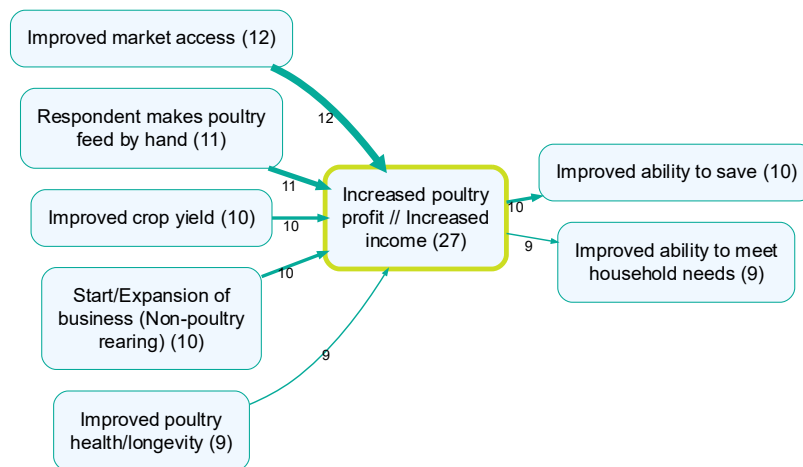 Improved market access (12)
12
Respondent makes poultry
feed by hand (11)
11
Improved crop yield (10)
10
Start/Expansion of
business (Non-poultry
rearing) (10)
10
Improved poultry
health/longevity (9)
9
Increased poultry
profit // Increased
income (27)
10
Improved ability to save (10)
9
Improved ability to meet
household needs (9)